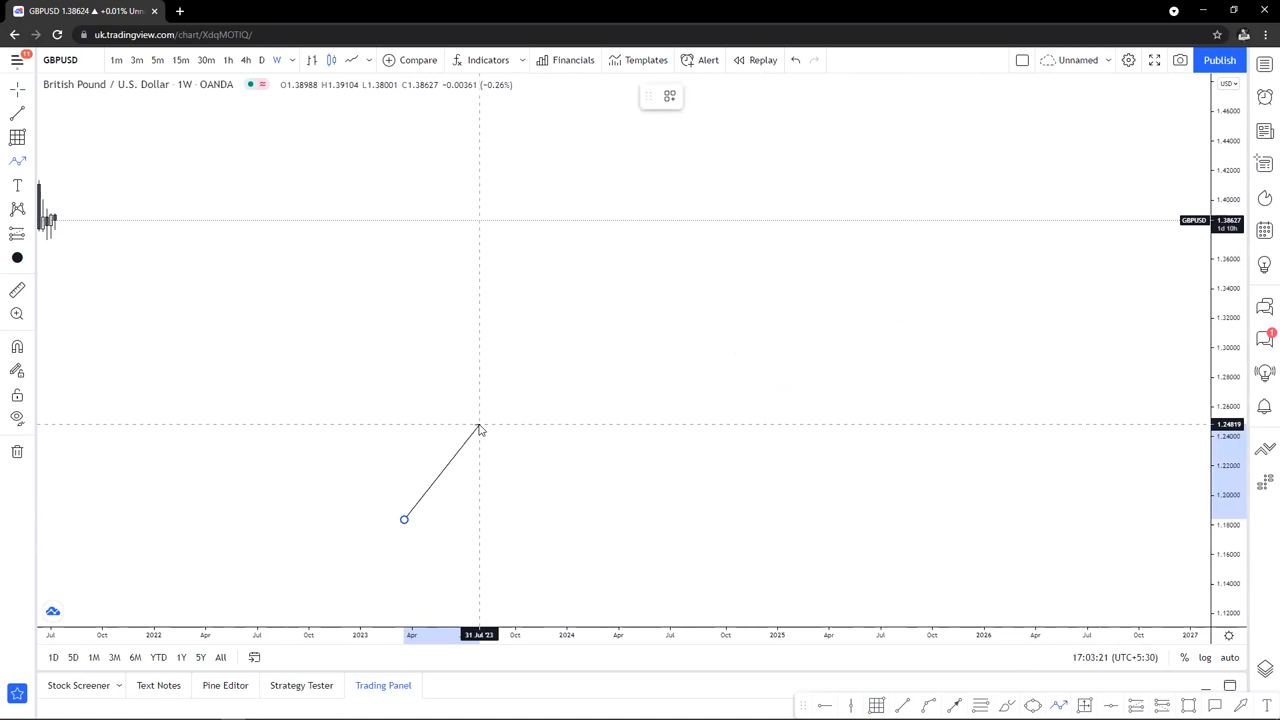 GBPUSD 1.38624 ▲ +0.01% Unn
uk.tradingview.com/chart/XdqMOTIQ/
11
GBPUSD 1m 3m 5m 15m 30m 1h 4h D W Compare Indicators Financials Templates Alert Replay Unnamed Publish
British Pound / U.S. Dollar · 1W · OANDA O1.38988 H1.39104 L1.38001 C1.38627 −0.00361 (−0.26%) USD
1.46000
1.44000
1.42000
1.40000
GBPUSD 1.38627
1d 10h
1.36000
1.34000
1.32000
1
1.30000
1.28000
1.26000
1.24819
1.24000
1.22000
1.20000
1.18000
1.16000
1.14000
1.12000
Jul Oct 2022 Apr Jul Oct 2023 Apr 31 Jul '23 Oct 2024 Apr Jul Oct 2025 Apr Jul Oct 2026 Apr Jul Oct 2027
1D 5D 1M 3M 6M YTD 1Y 5Y All 17:03:21 (UTC+5:30) % log auto
Stock Screener Text Notes Pine Editor Strategy Tester Trading Panel